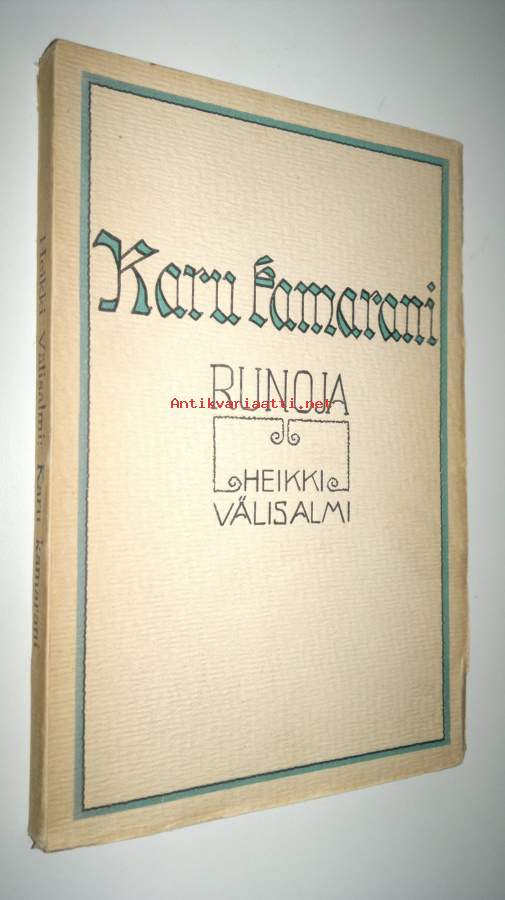 Karu kamarani
RUNOJA
Antikvariaatti.net
HEIKKI
VÄLISALMI
Heikki Välisalmi: Karu kamarani